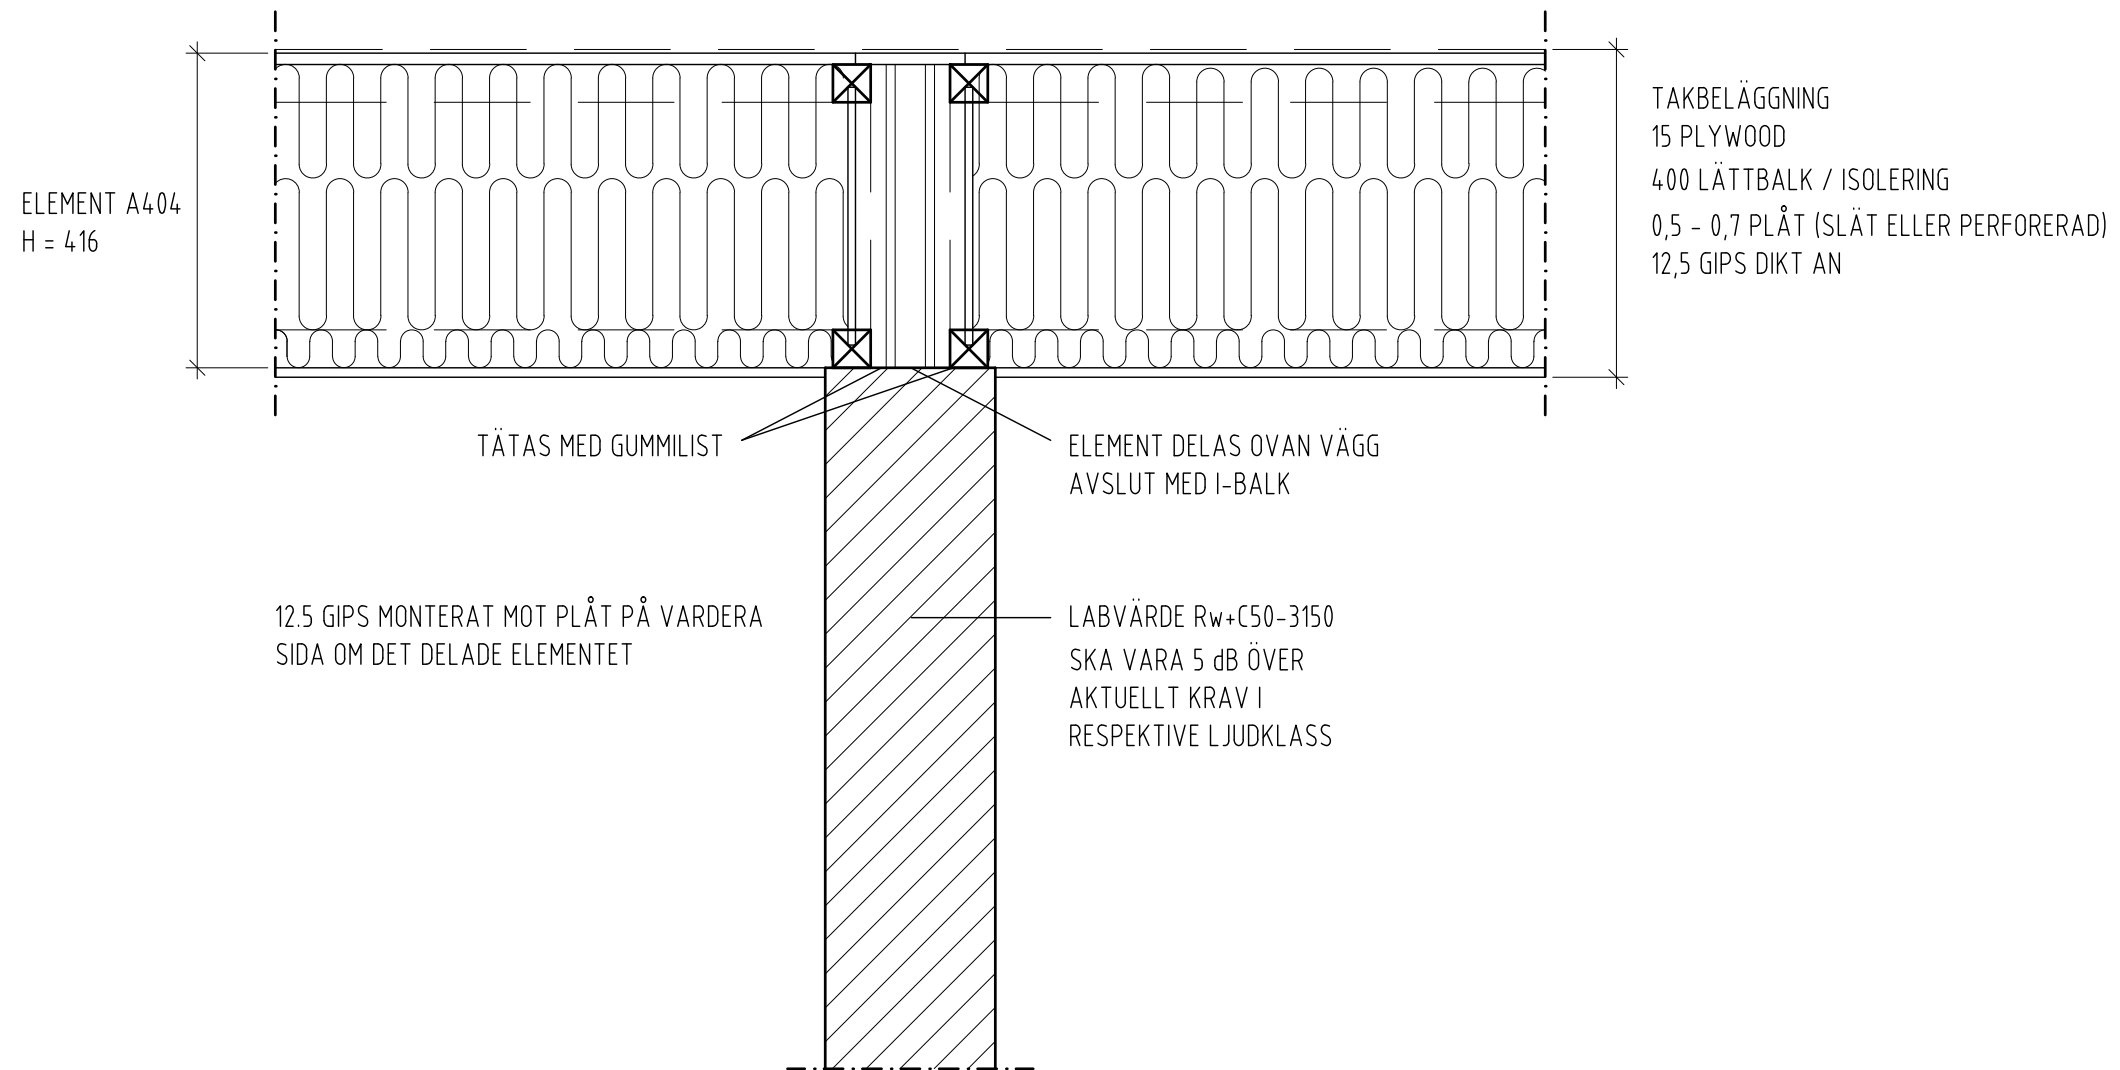 ELEMENT A404
H = 416
TAKBELÄGGNING
15 PLYWOOD
400 LÄTTBALK / ISOLERING
0,5 - 0,7 PLÅT (SLÄT ELLER PERFORERAD)
12,5 GIPS DIKT AN
TÄTAS MED GUMMILIST
ELEMENT DELAS OVAN VÄGG
AVSLUT MED I-BALK
12.5 GIPS MONTERAT MOT PLÅT PÅ VARDERA
SIDA OM DET DELADE ELEMENTET
LABVÄRDE Rw+C50-3150
SKA VARA 5 dB ÖVER
AKTUELLT KRAV I
RESPEKTIVE LJUDKLASS